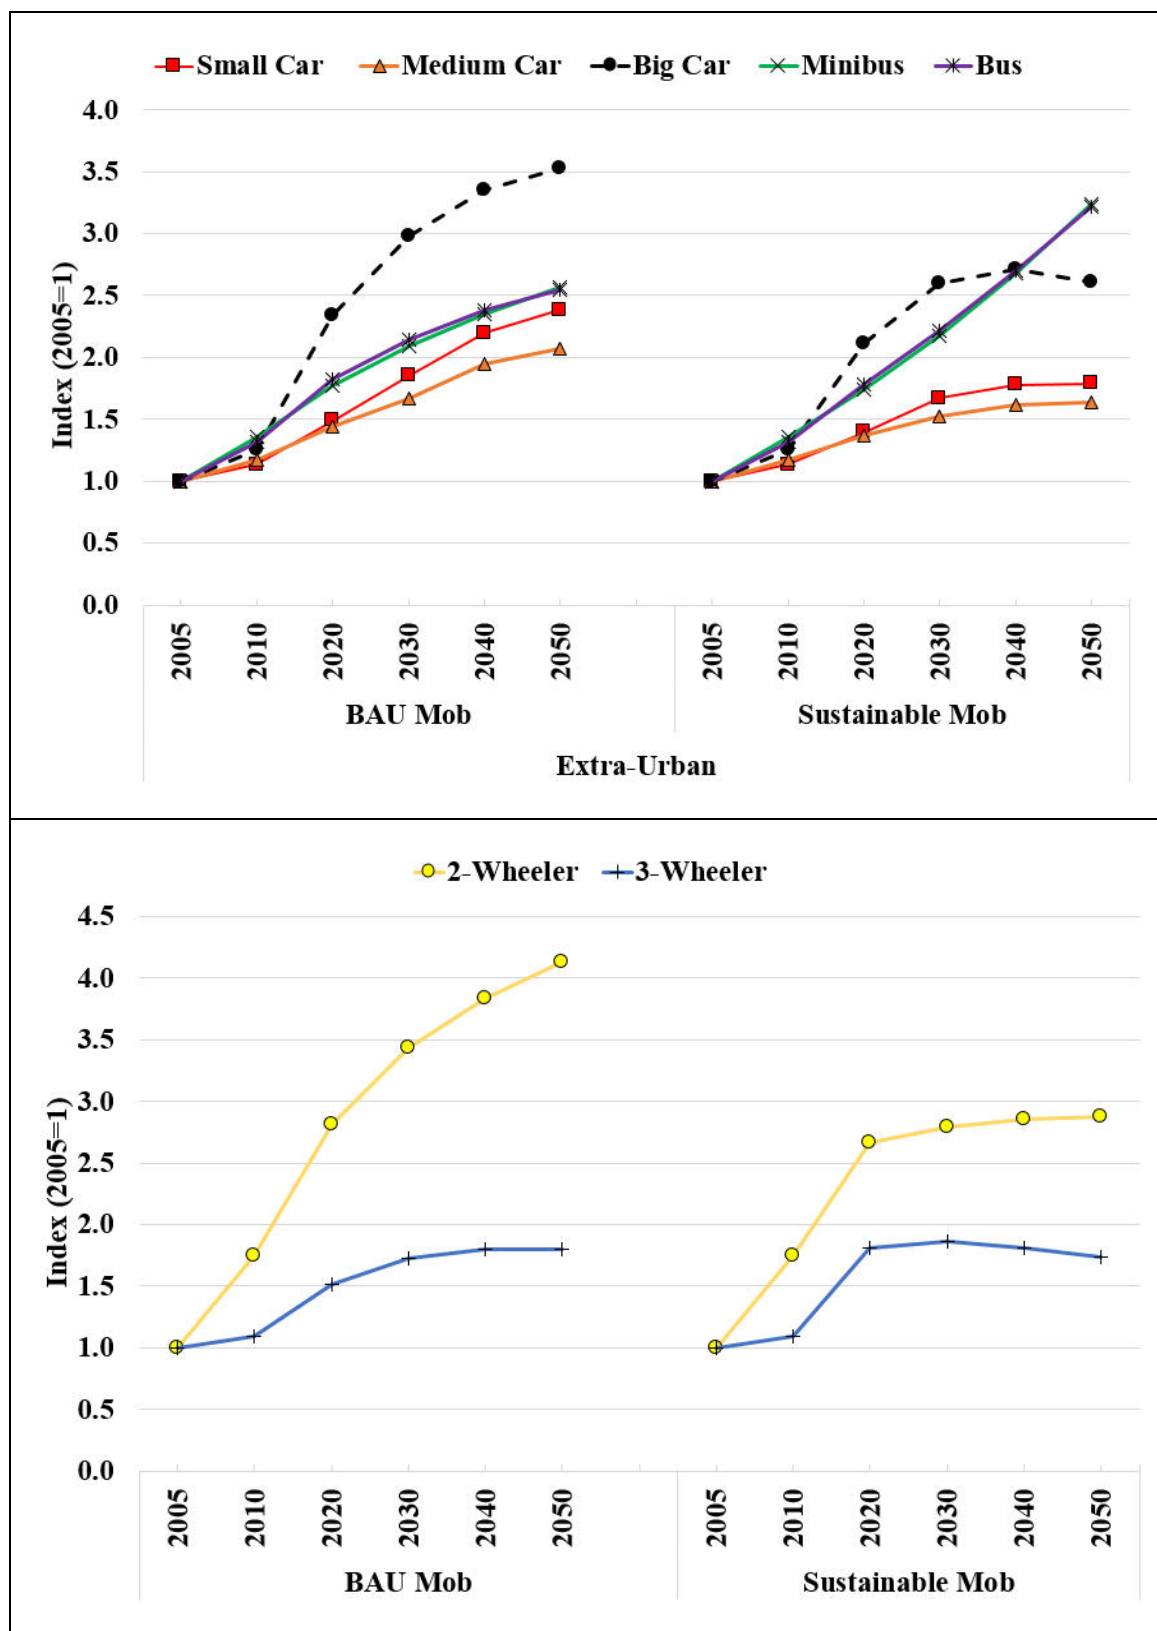 Small Car Medium Car Big Car Minibus Bus
4.0
3.5
3.0
2.5
2.0
1.5
1.0
0.5
0.0
Index (2005=1)
2005 2010 2020 2030 2040 2050 2005 2010 2020 2030 2040 2050
BAU Mob Sustainable Mob
Extra-Urban
2-Wheeler 3-Wheeler
4.5
4.0
3.5
3.0
2.5
2.0
1.5
1.0
0.5
0.0
Index (2005=1)
2005 2010 2020 2030 2040 2050 2005 2010 2020 2030 2040 2050
BAU Mob Sustainable Mob